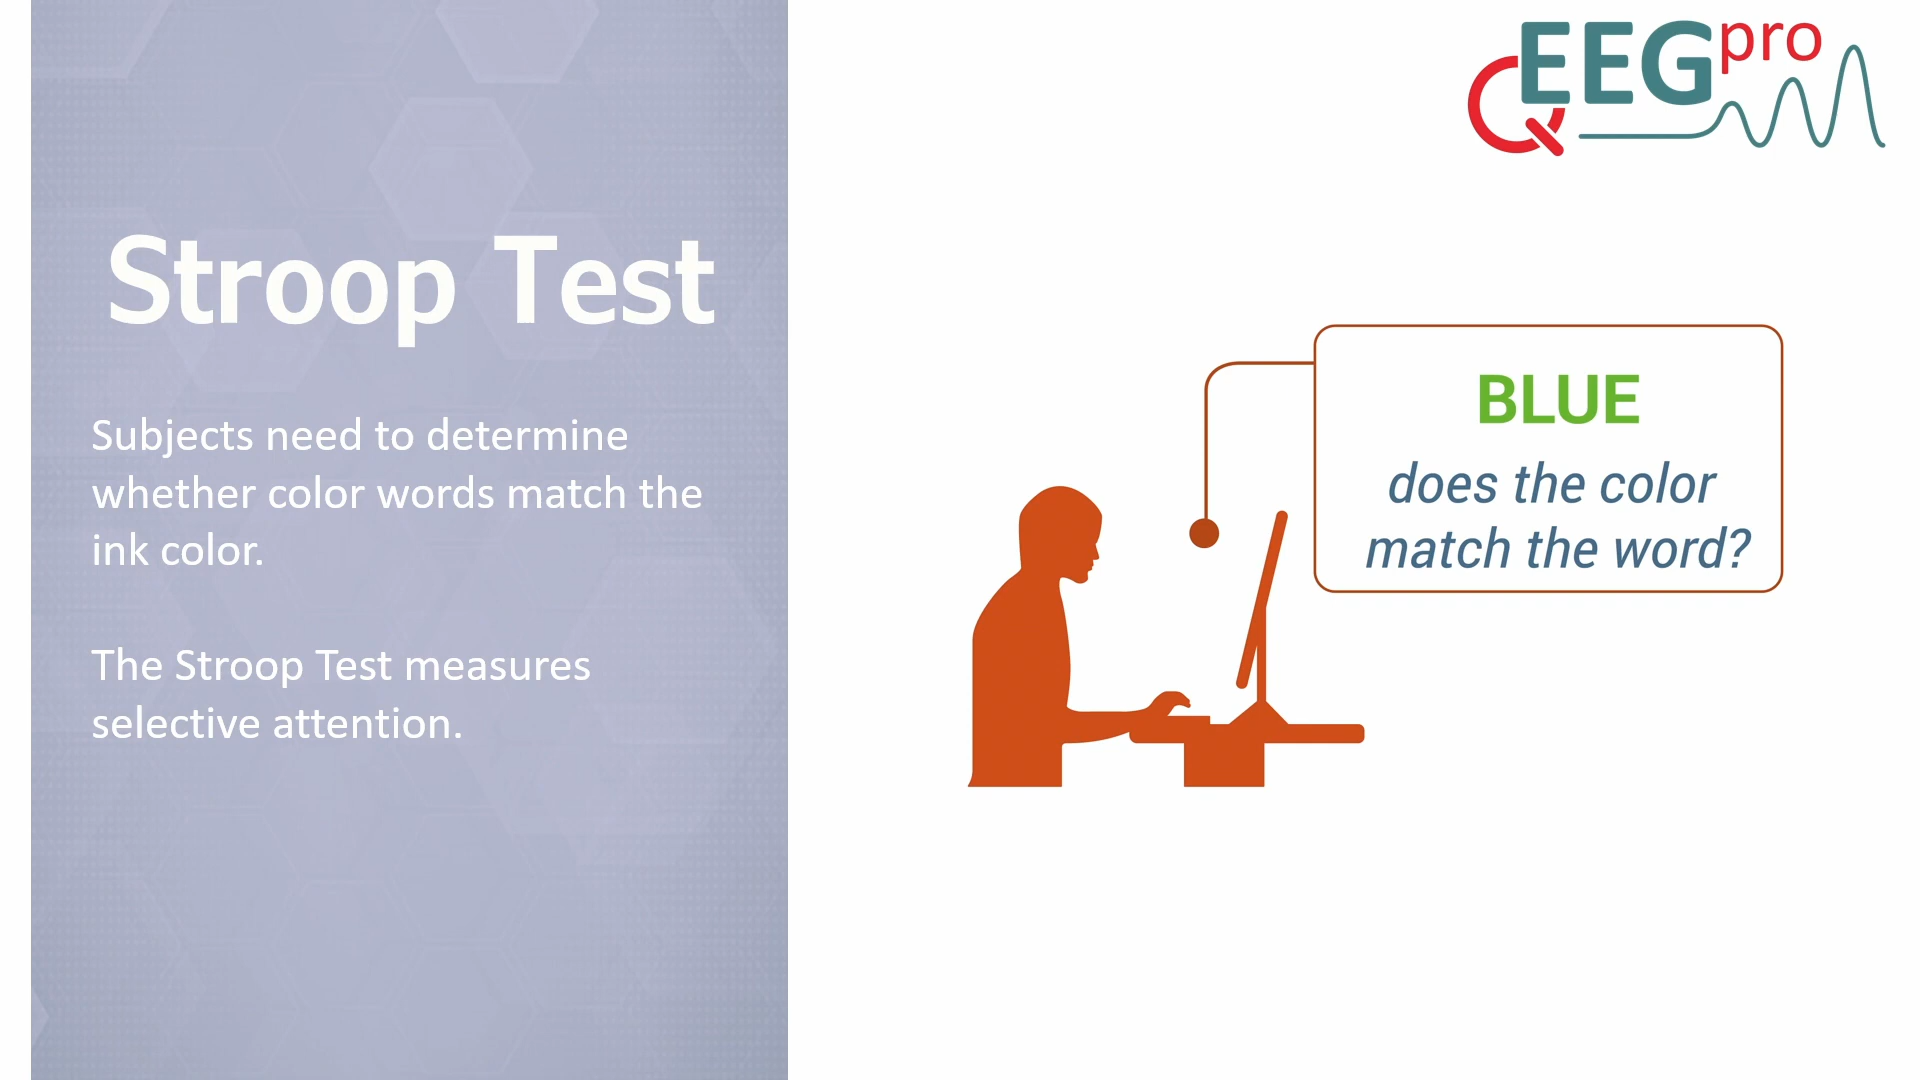 QEEGpro
Stroop Test
Subjects need to determine
whether color words match the
ink color.
The Stroop Test measures
selective attention.
BLUE
does the color
match the word?